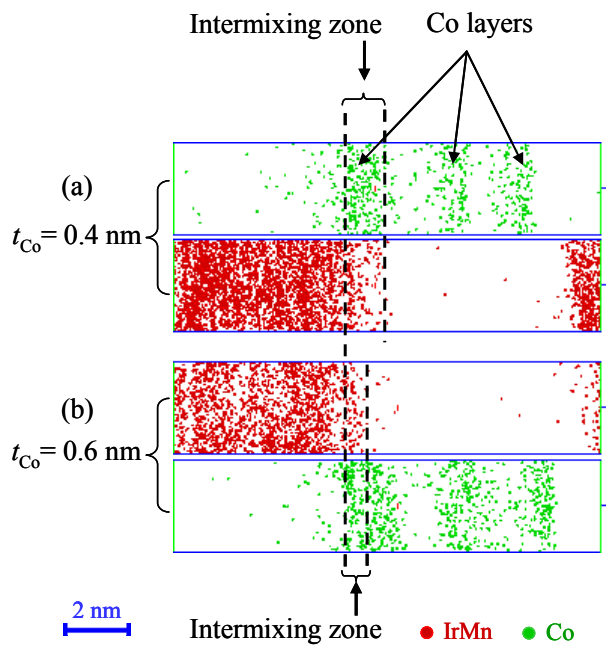 Intermixing zone
Co layers
(a)
tCo = 0.4 nm
(b)
tCo = 0.6 nm
2 nm
Intermixing zone
IrMn
Co